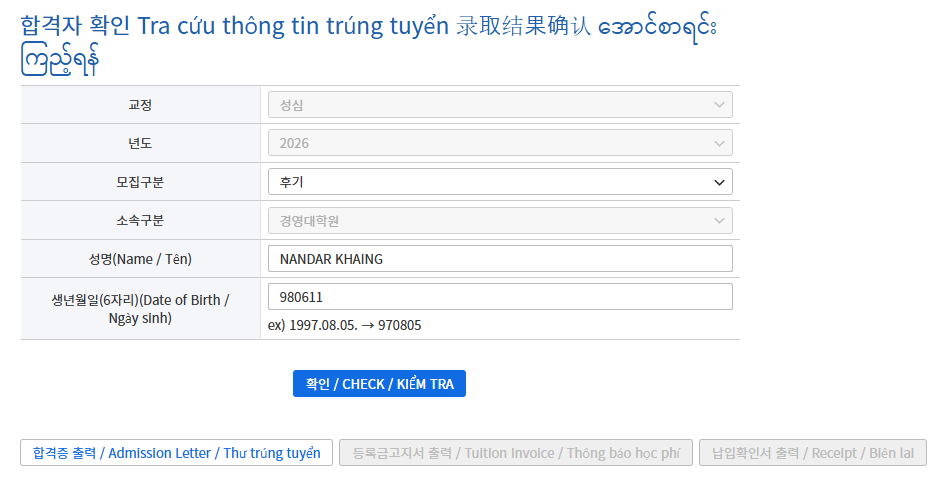 합격자 확인 Tra cứu thông tin trúng tuyển 录取结果确认 အောင်စာရင်း
ကြည့်ရန်
교정
성심
년도
2026
모집구분
후기
소속구분
경영대학원
성명(Name / Tên)
NANDAR KHAING
생년월일(6자리)(Date of Birth /
Ngày sinh)
980611
ex) 1997.08.05. → 970805
확인 / CHECK / KIỂM TRA
합격증 출력 / Admission Letter / Thư trúng tuyển
등록금고지서 출력 / Tuition Invoice / Thông báo học phí
납입확인서 출력 / Receipt / Biên lai